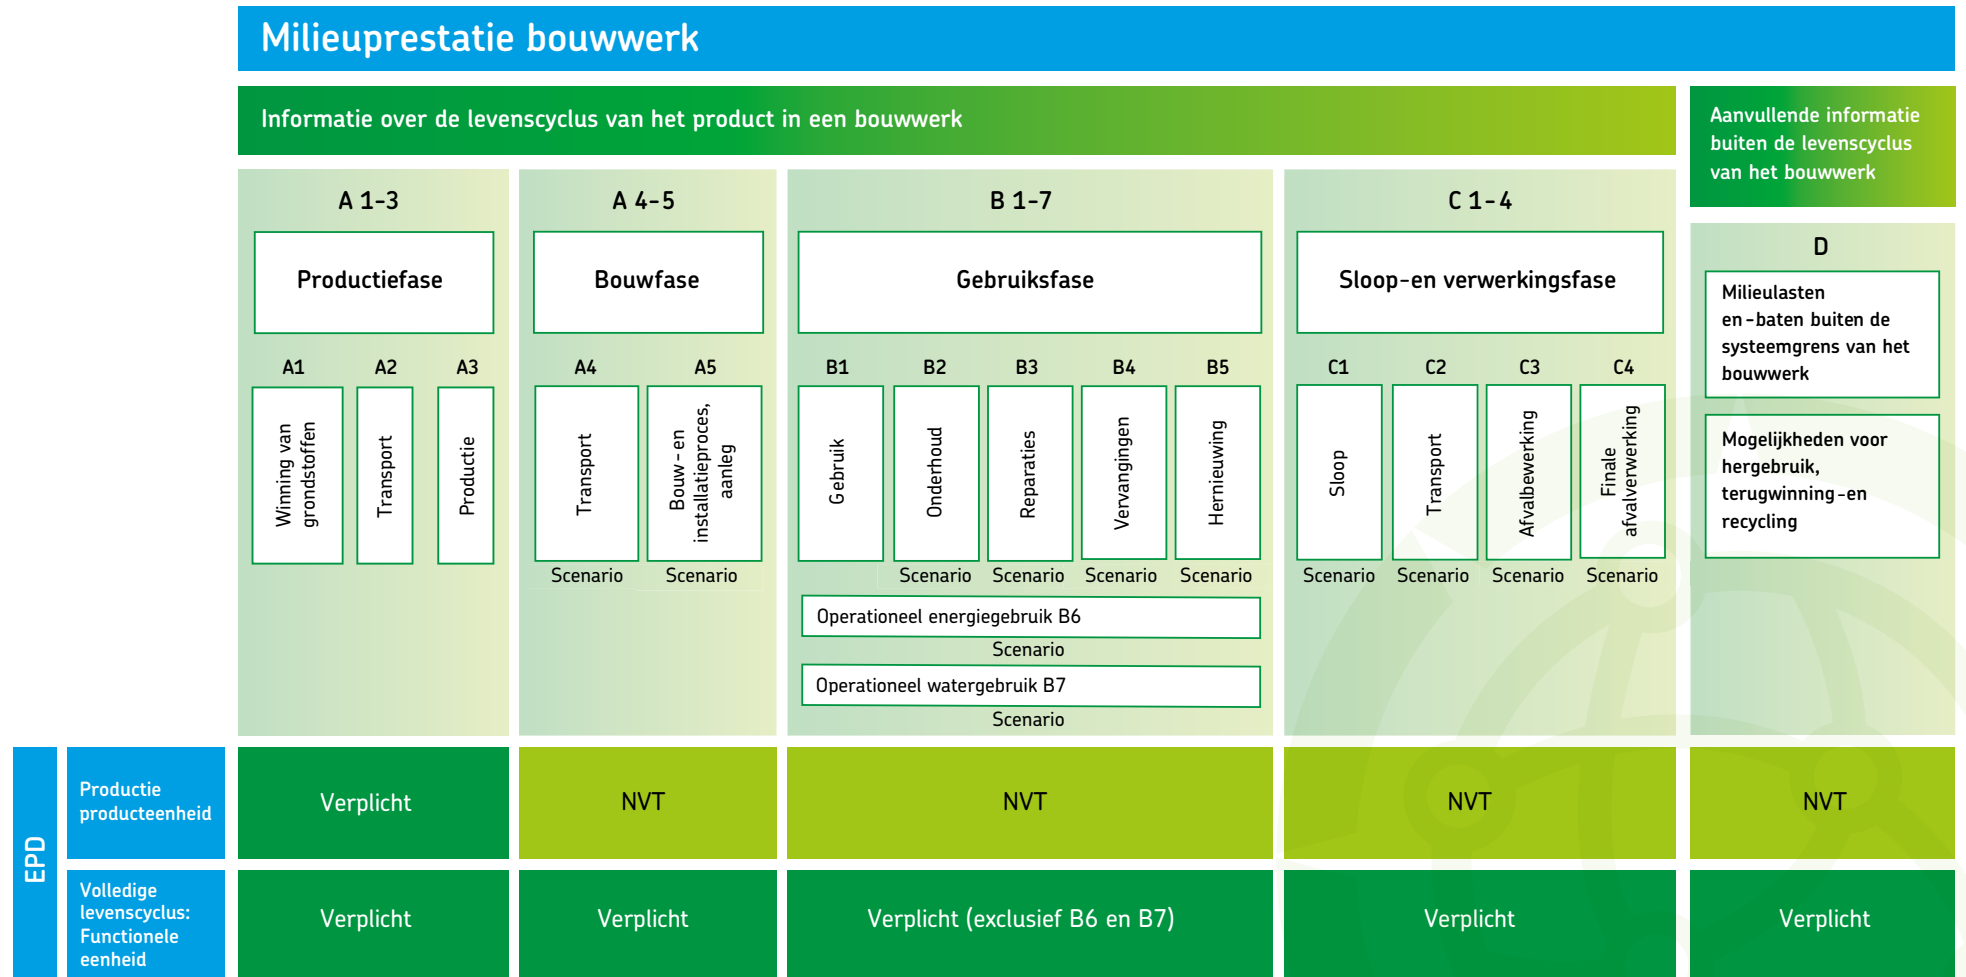 Milieuprestatie bouwwerk
Informatie over de levenscyclus van het product in een bouwwerk
Aanvullende informatie
buiten de levenscyclus
van het bouwwerk
A 1-3
Productiefase
A1
A2
A3
Winning van
grondstoffen
Transport
Productie
A 4-5
Bouwfase
A4
A5
Transport
Bouw- en
installatieproces,
aanleg
Scenario
Scenario
B 1-7
Gebruiksfase
B1
B2
B3
B4
B5
Gebruik
Onderhoud
Reparaties
Vervangingen
Hernieuwing
Scenario
Scenario
Scenario
Scenario
Operationeel energiegebruik B6
Scenario
Operationeel watergebruik B7
Scenario
C 1-4
Sloop-en verwerkingsfase
C1
C2
C3
C4
Sloop
Transport
Afvalbewerking
Finale
afvalverwerking
Scenario
Scenario
Scenario
Scenario
D
Milieulasten
en-baten buiten de
systeemgrens van het
bouwwerk
Mogelijkheden voor
hergebruik,
terugwinning-en
recycling
EPD
Productie
producteenheid
Verplicht
NVT
NVT
NVT
NVT
Volledige
levenscyclus:
Functionele
eenheid
Verplicht
Verplicht
Verplicht (exclusief B6 en B7)
Verplicht
Verplicht